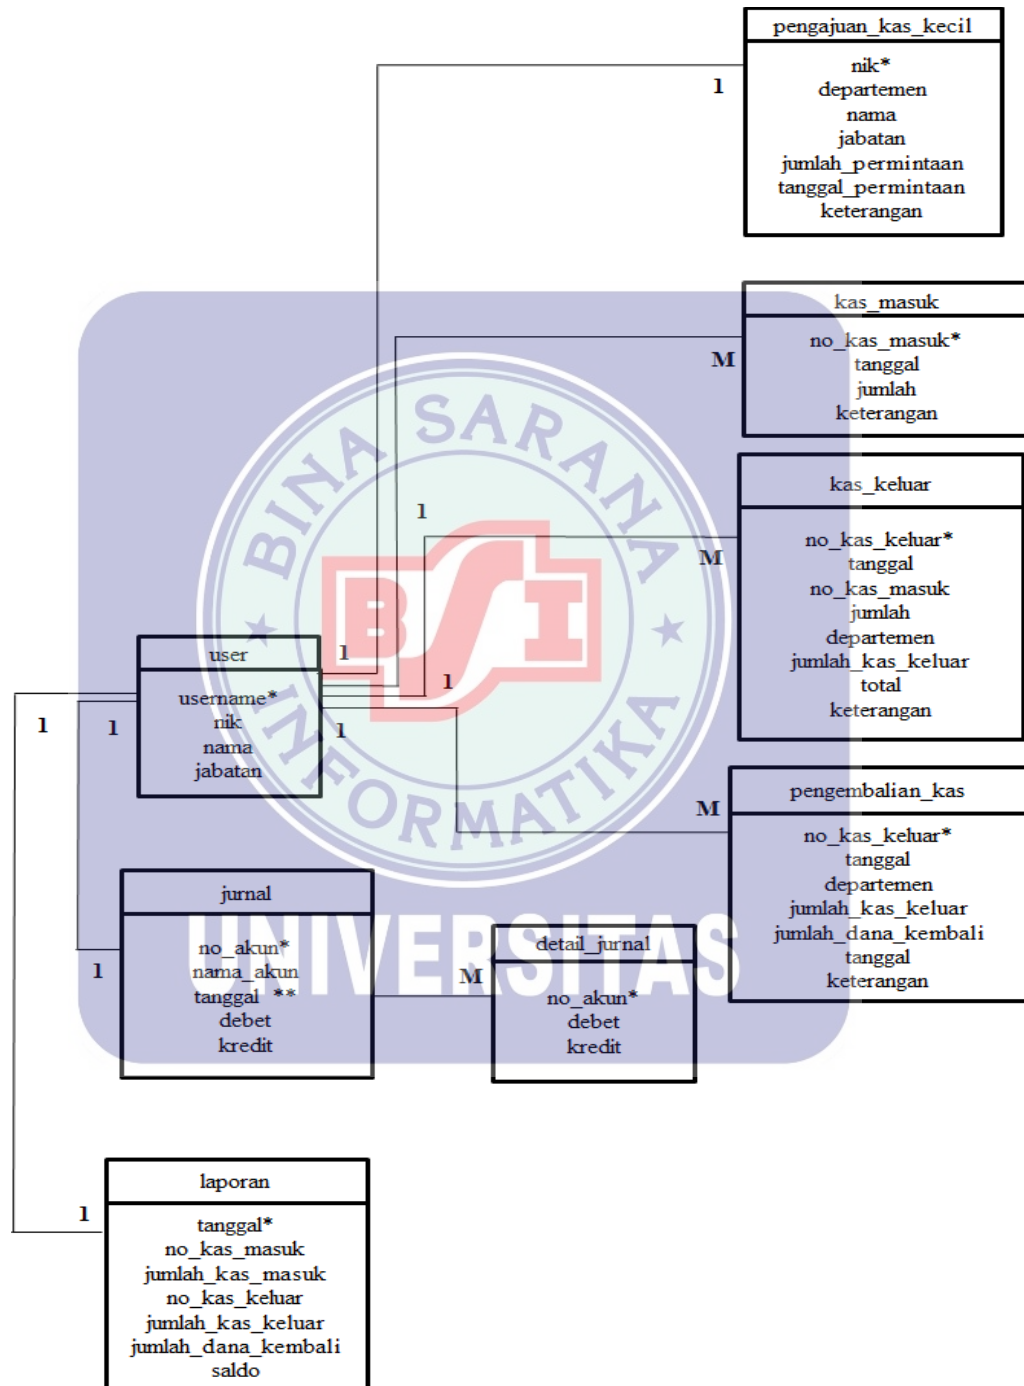 pengajuan_kas_kecil
nik*
departemen
nama
jabatan
jumlah_permintaan
tanggal_permintaan
keterangan
1
kas_masuk
no_kas_masuk*
tanggal
jumlah
keterangan
M
kas_keluar
no_kas_keluar*
tanggal
no_kas_masuk
jumlah
departemen
jumlah_kas_keluar
total
keterangan
1
M
BINA SARANA
BSI
INFORMATIKA
UNIVERSITAS
user
username*
nik
nama
jabatan
1
1
1
1
1
pengembalian_kas
no_kas_keluar*
tanggal
departemen
jumlah_kas_keluar
jumlah_dana_kembali
tanggal
keterangan
M
jurnal
no_akun*
nama_akun
tanggal **
debet
kredit
1
detail_jurnal
no_akun*
debet
kredit
M
laporan
tanggal*
no_kas_masuk
jumlah_kas_masuk
no_kas_keluar
jumlah_kas_keluar
jumlah_dana_kembali
saldo
1